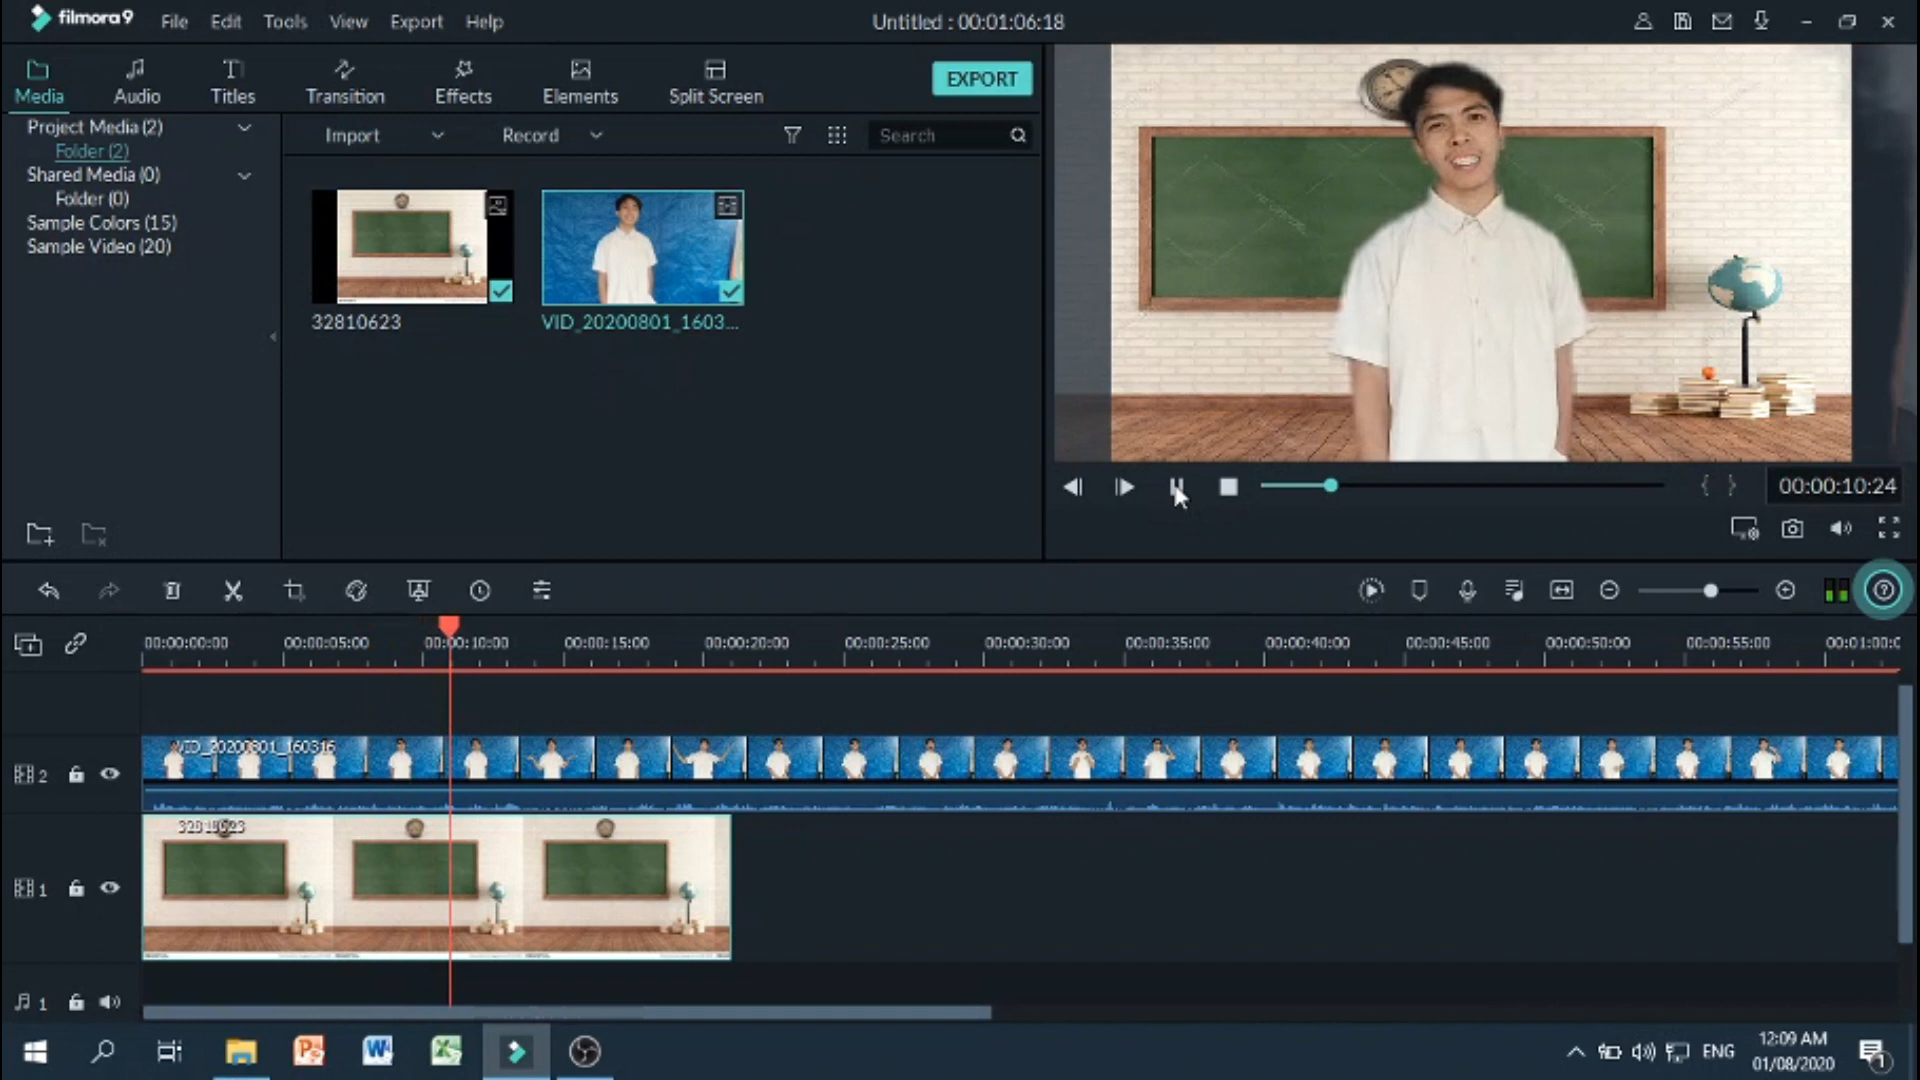 filmora9 File Edit Tools View Export Help Untitled : 00:01:06:18
Media Audio Titles Transition Effects Elements Split Screen EXPORT
Project Media (2)
Folder (2)
Shared Media (0)
Folder (0)
Sample Colors (15)
Sample Video (20)
Import Record Search
32810623 VID_20200801_1603...
00:00:10:24
00:00:00:00 00:00:05:00 00:00:10:00 00:00:15:00 00:00:20:00 00:00:25:00 00:00:30:00 00:00:35:00 00:00:40:00 00:00:45:00 00:00:50:00 00:00:55:00 00:01:00:0
VID_20200801_160316
2
32810623
1
1
ENG 12:09 AM
01/08/2020
1